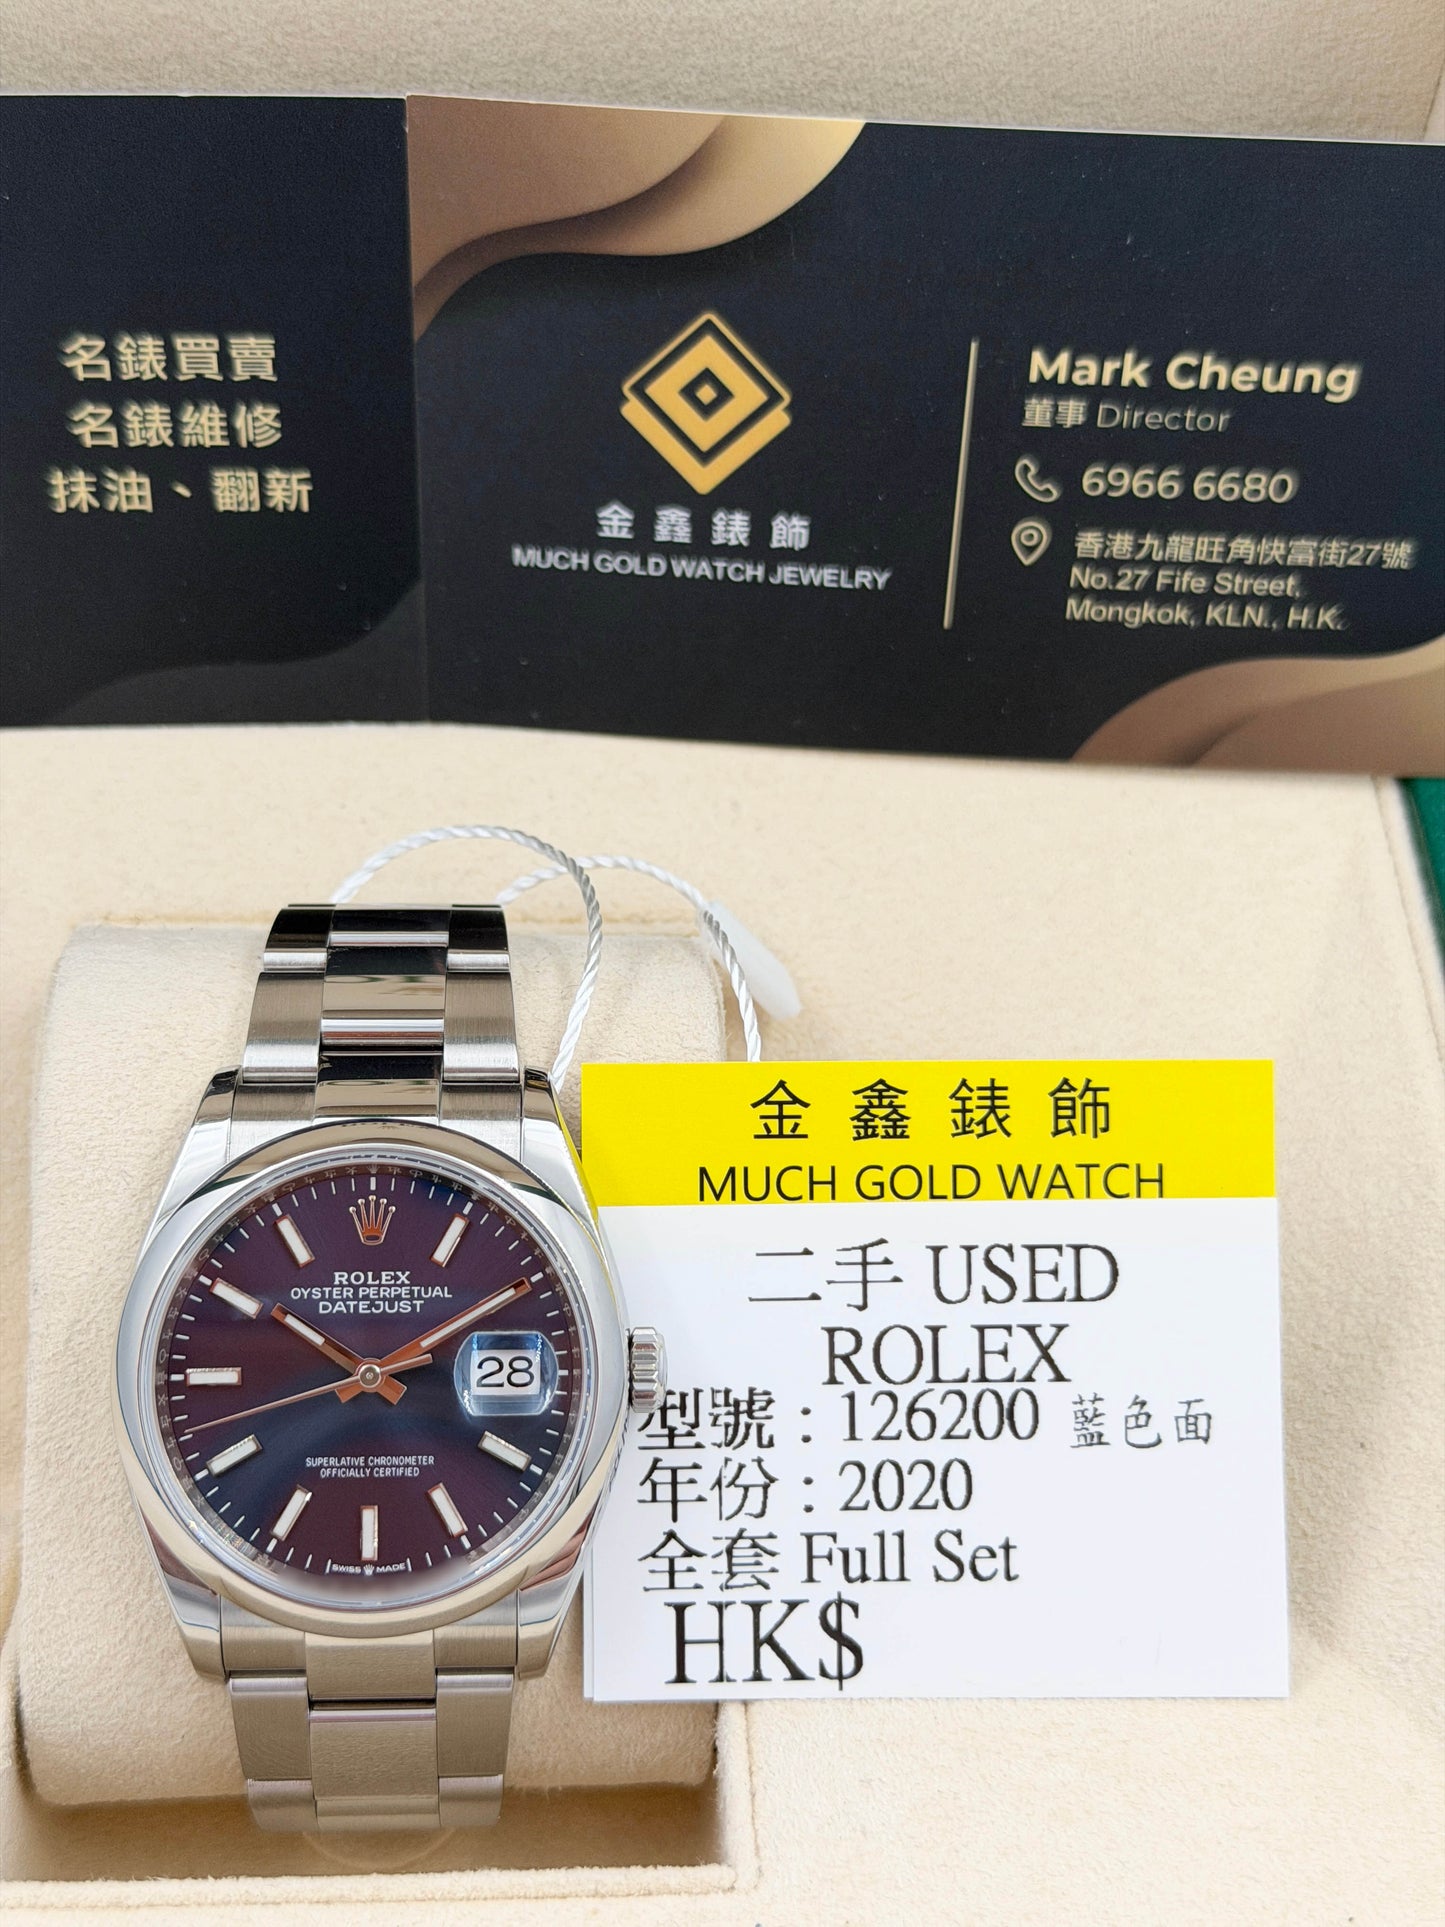 名錶買賣
名錶維修
抹油、翻新
金鑫錶飾
MUCH GOLD WATCH JEWELRY
Mark Cheung
董事 Director
6966 6680
香港九龍旺角快富街27號
No.27 Fife Street,
Mongkok, KLN., H.K.
ROLEX
OYSTER PERPETUAL
DATEJUST
28
SUPERLATIVE CHRONOMETER
OFFICIALLY CERTIFIED
SWISS MADE
金鑫錶飾
MUCH GOLD WATCH
二手 USED
ROLEX
型號：126200 藍色面
年份：2020
全套 Full Set
HK$